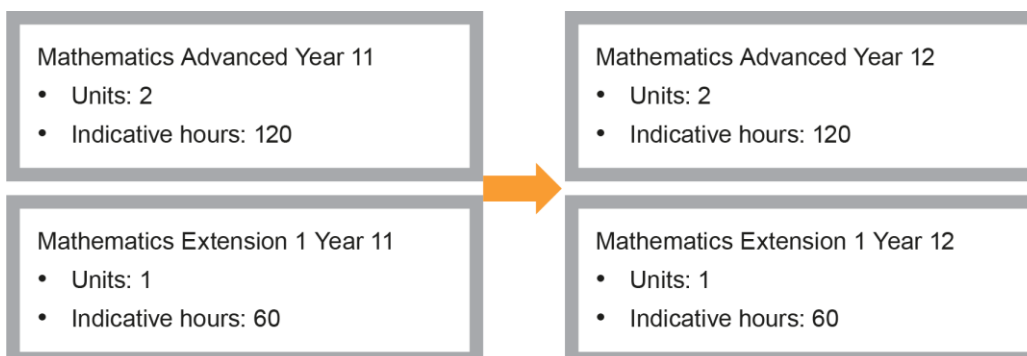 Mathematics Advanced Year 11
• Units: 2
• Indicative hours: 120
Mathematics Advanced Year 12
• Units: 2
• Indicative hours: 120
Mathematics Extension 1 Year 11
• Units: 1
• Indicative hours: 60
Mathematics Extension 1 Year 12
• Units: 1
• Indicative hours: 60